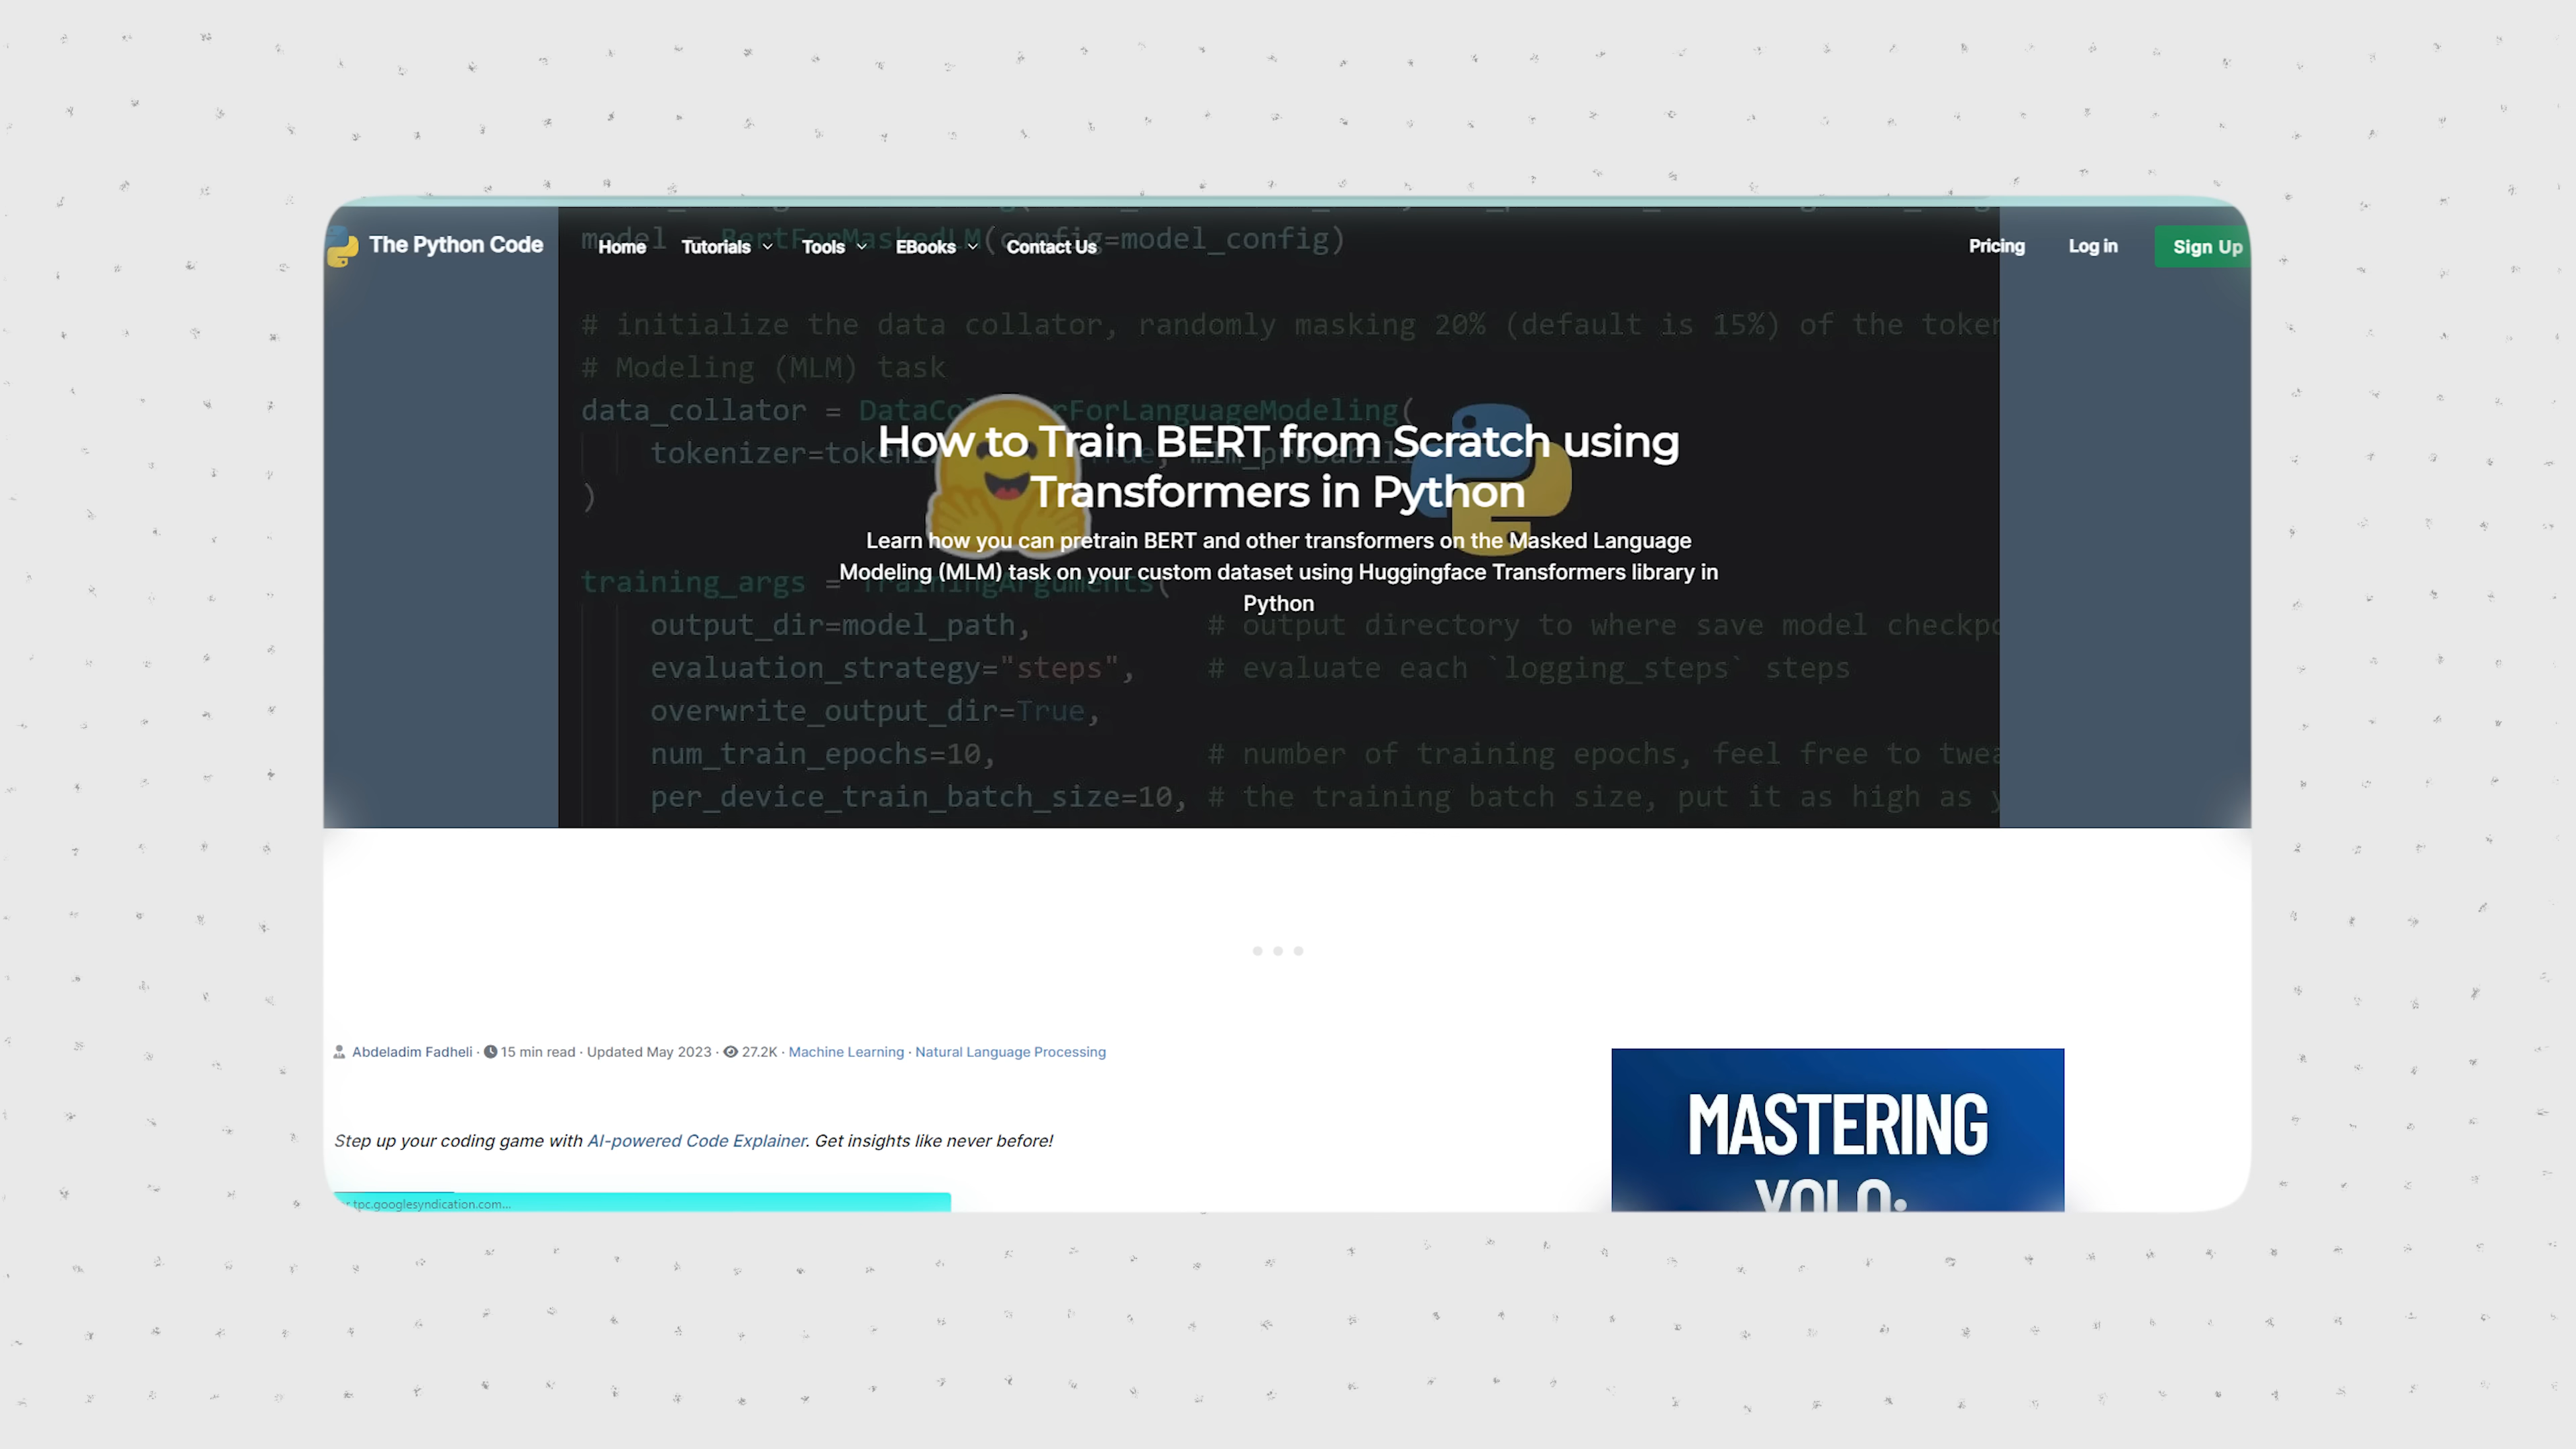 The Python Code
Home Tutorials Tools EBooks Contact Us
Pricing Log in Sign Up
model = BertForMaskedLM(config=model_config)
# initialize the data collator, randomly masking 20% (default is 15%) of the
# Modeling (MLM) task
data_collator =
tokenizer=
)
How to Train BERT from Scratch using
Transformers in Python
Learn how you can pretrain BERT and other transformers on the Masked Language
Modeling (MLM) task on your custom dataset using Huggingface Transformers library in
Python
training_args = TrainingArguments(
output_dir=model_path, # output directory to where save model
evaluation_strategy="steps", # evaluate each `logging_steps` steps
overwrite_output_dir=True,
num_train_epochs=10, # number of training epochs, feel free to
per_device_train_batch_size=10, # the training batch size, put it as high as
Abdeladim Fadheli · 15 min read · Updated May 2023 · 27.2K · Machine Learning · Natural Language Processing
Step up your coding game with AI-powered Code Explainer. Get insights like never before!
tpc.googlesyndication.com...
MASTERING
YOLO: